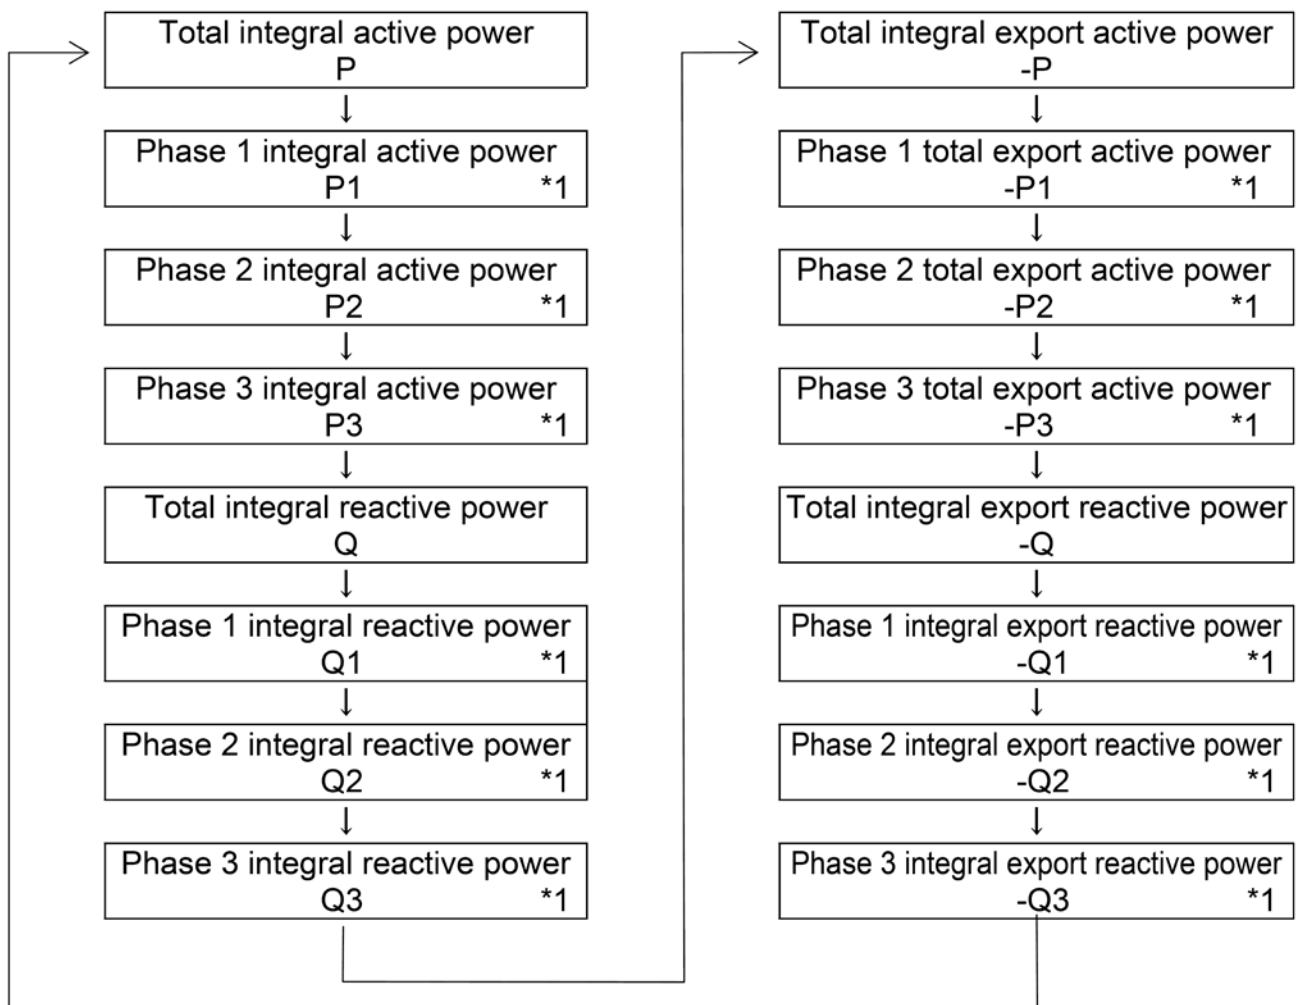 Total integral active power
P
Phase 1 integral active power
P1 *1
Phase 2 integral active power
P2 *1
Phase 3 integral active power
P3 *1
Total integral reactive power
Q
Phase 1 integral reactive power
Q1 *1
Phase 2 integral reactive power
Q2 *1
Phase 3 integral reactive power
Q3 *1
Total integral export active power
-P
Phase 1 total export active power
-P1 *1
Phase 2 total export active power
-P2 *1
Phase 3 total export active power
-P3 *1
Total integral export reactive power
-Q
Phase 1 integral export reactive power
-Q1 *1
Phase 2 integral export reactive power
-Q2 *1
Phase 3 integral export reactive power
-Q3 *1